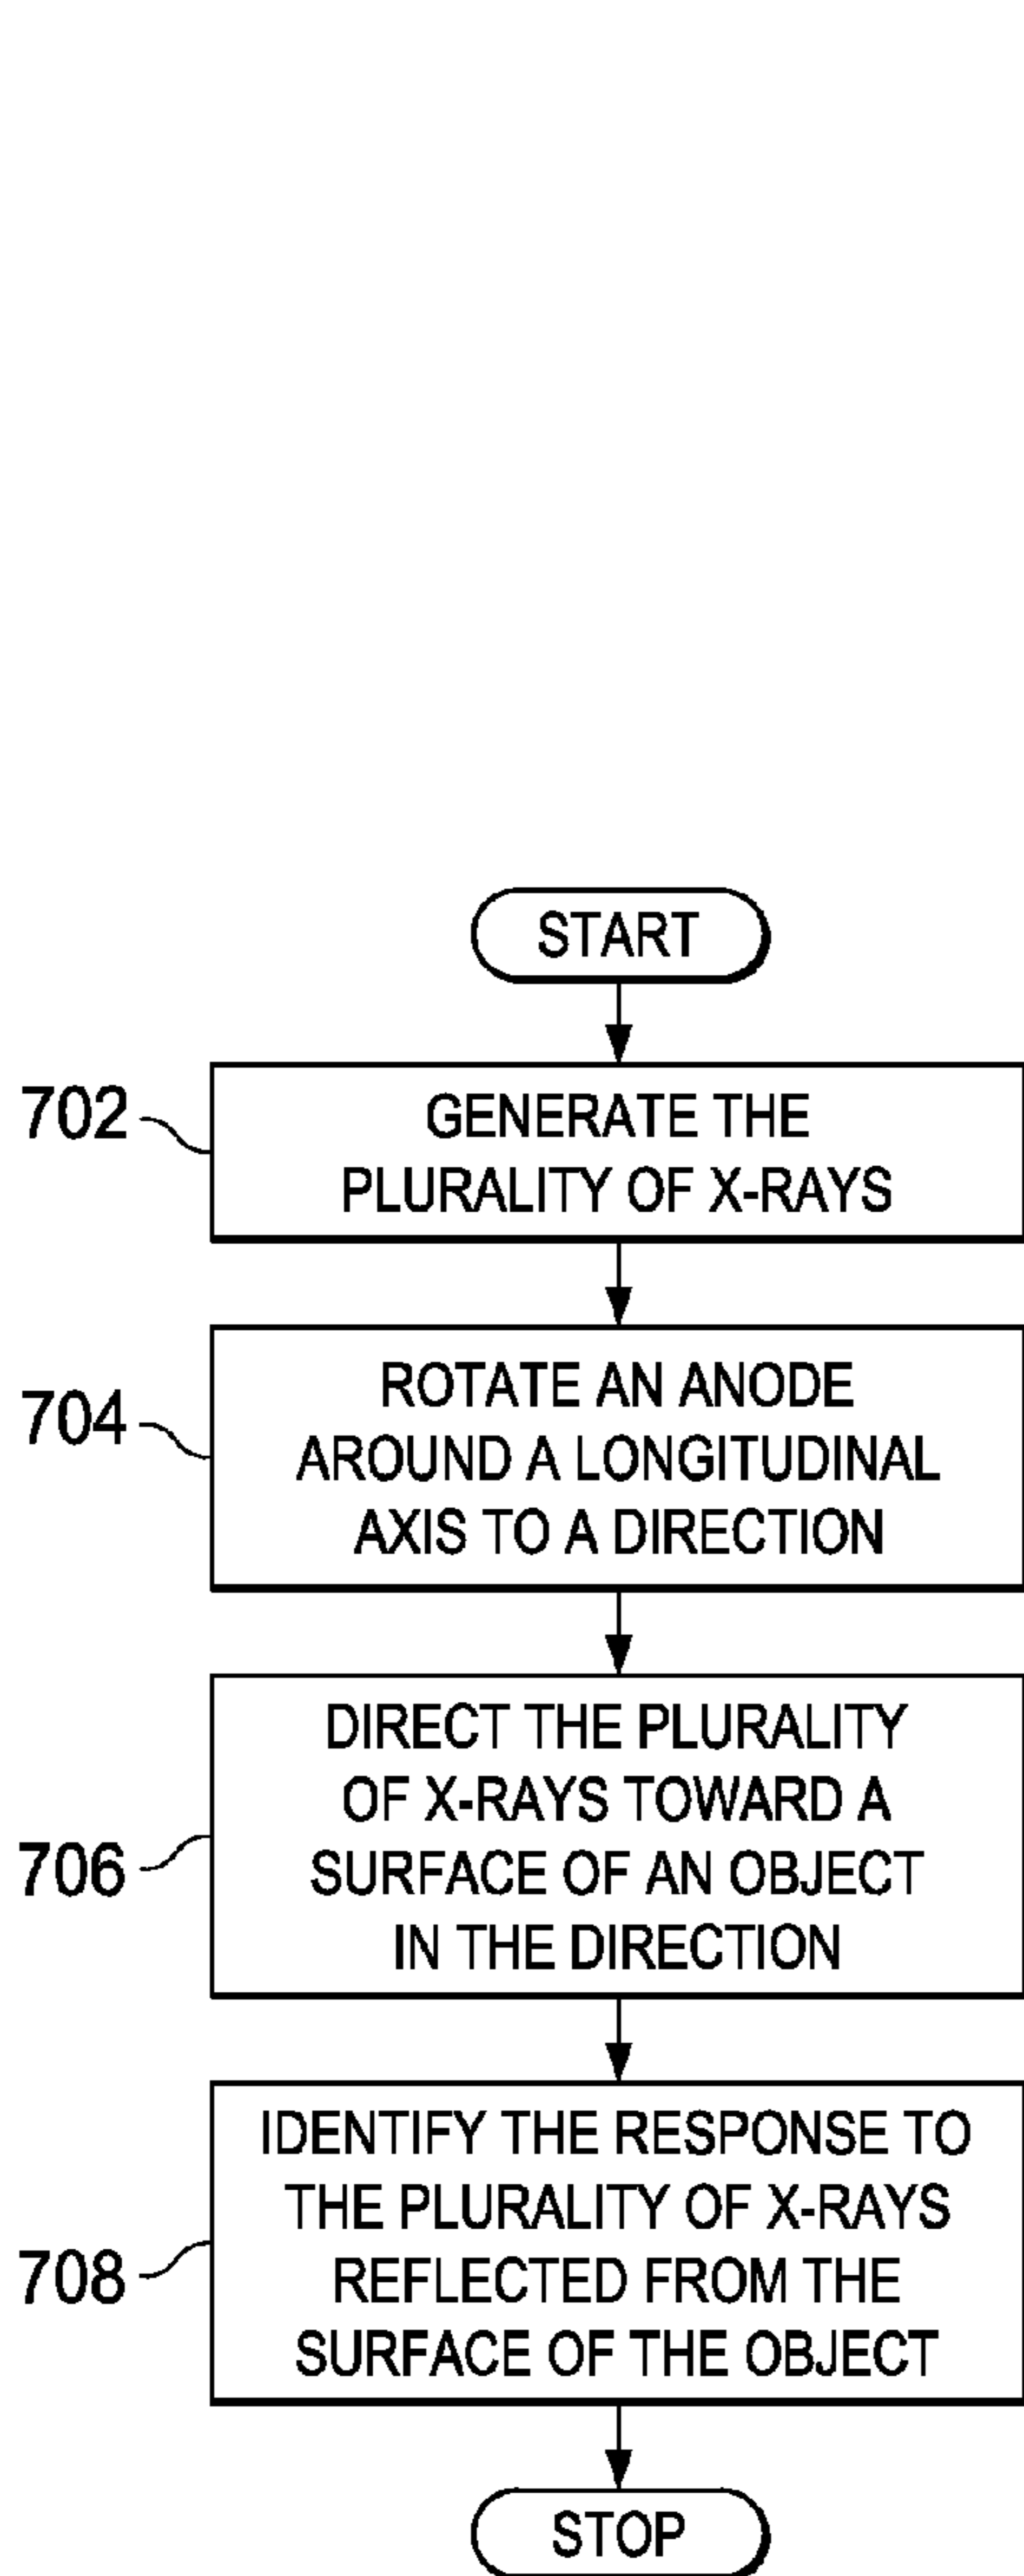 START
702
GENERATE THE
PLURALITY OF X-RAYS
704
ROTATE AN ANODE
AROUND A LONGITUDINAL
AXIS TO A DIRECTION
706
DIRECT THE PLURALITY
OF X-RAYS TOWARD A
SURFACE OF AN OBJECT
IN THE DIRECTION
708
IDENTIFY THE RESPONSE TO
THE PLURALITY OF X-RAYS
REFLECTED FROM THE
SURFACE OF THE OBJECT
STOP